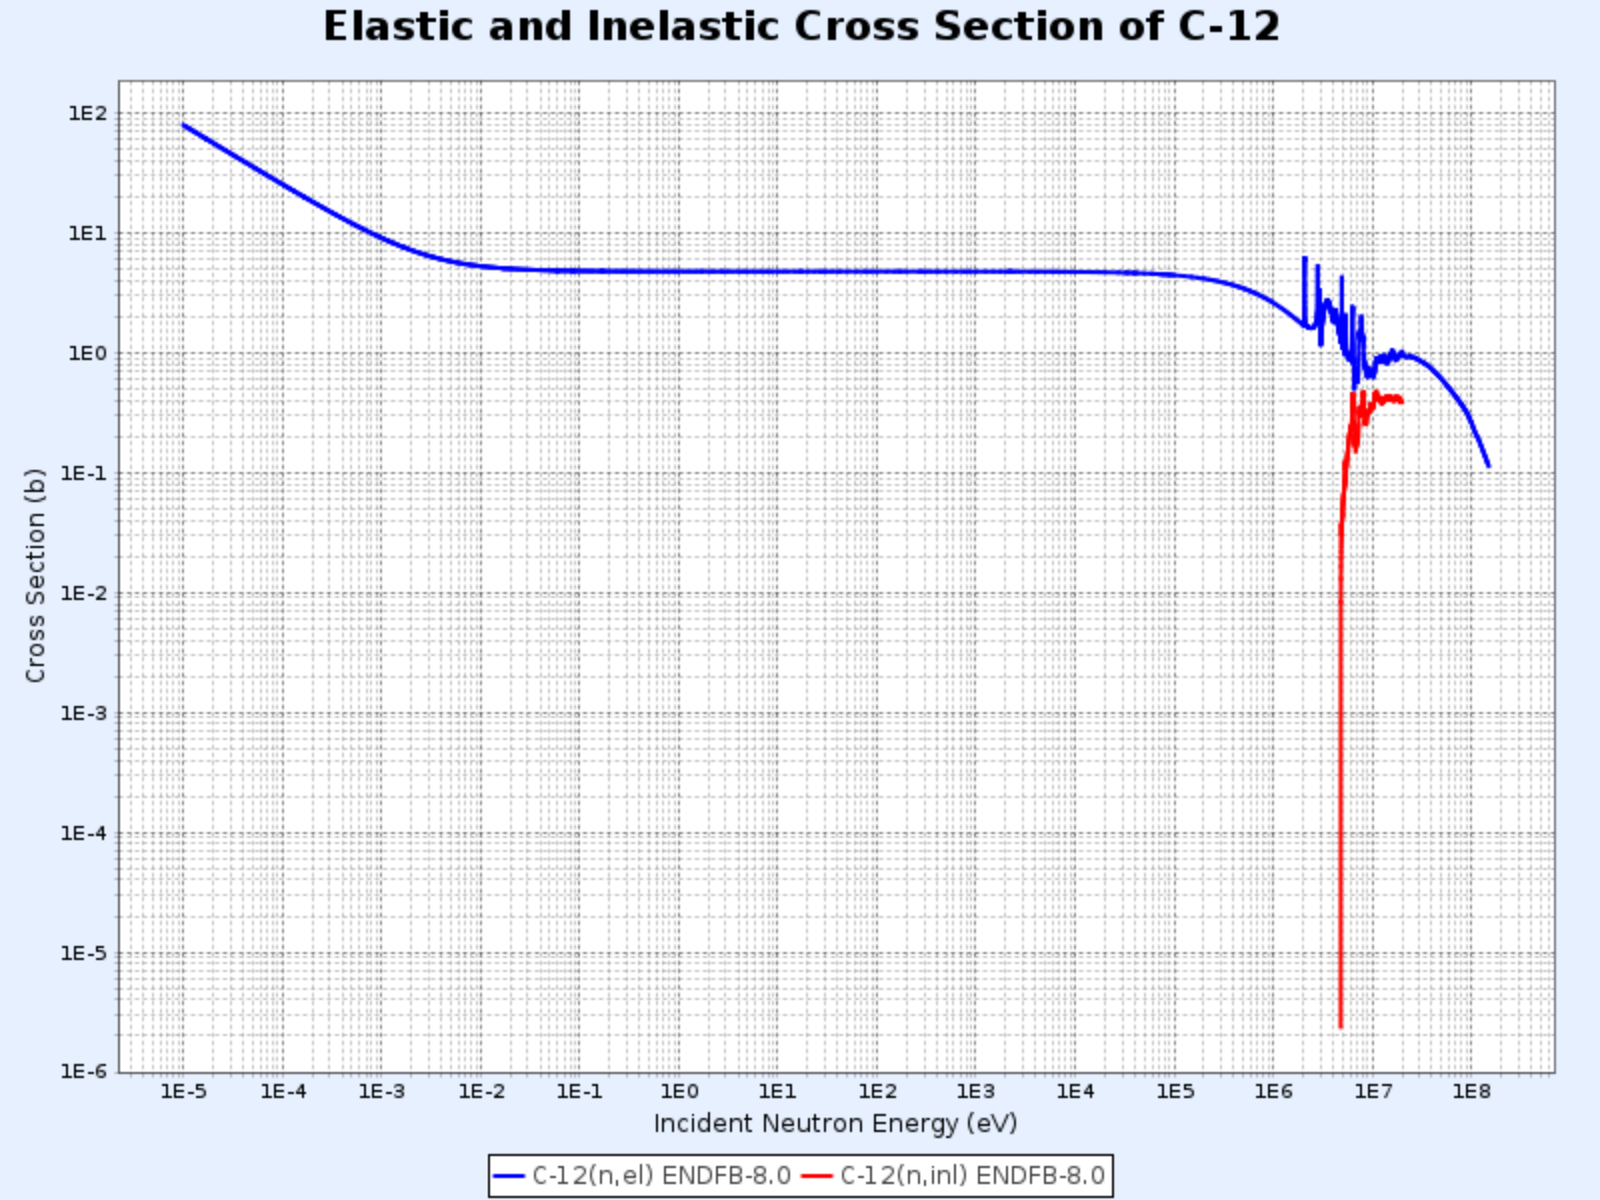 Elastic and Inelastic Cross Section of C-12
1E2
1E1
1E0
1E-1
1E-2
1E-3
1E-4
1E-5
1E-6
Cross Section (b)
1E-5 1E-4 1E-3 1E-2 1E-1 1E0 1E1 1E2 1E3 1E4 1E5 1E6 1E7 1E8
Incident Neutron Energy (eV)
C-12(n,el) ENDFB-8.0 C-12(n,inl) ENDFB-8.0